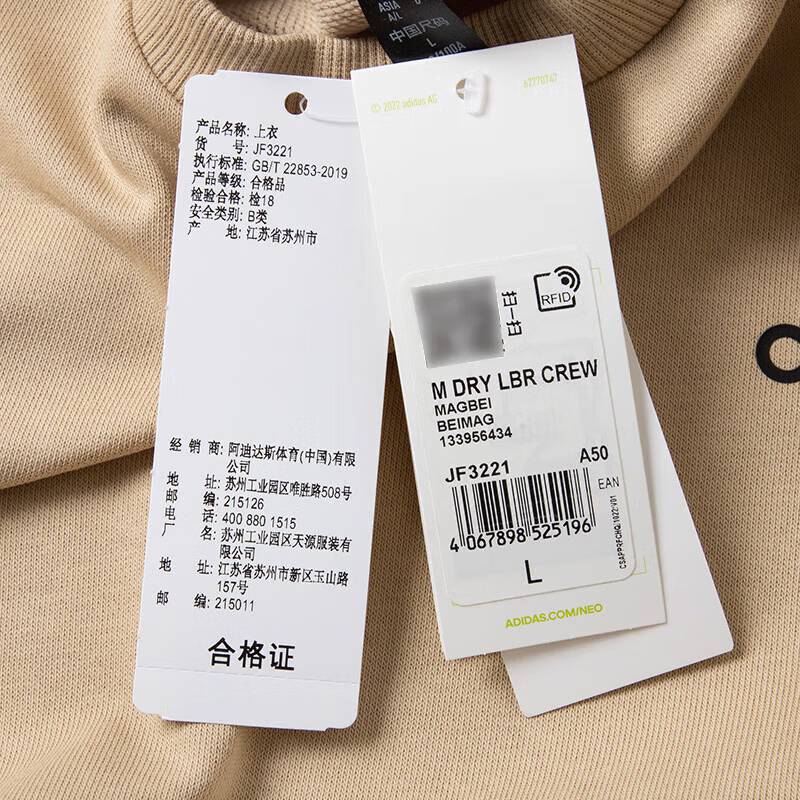 ASIA
A/L
中国尺码
L
/100A
产品名称: 上衣
货 号: JF3221
执行标准: GB/T 22853-2019
产品等级: 合格品
检验合格: 检18
安全类别: B类
产 地: 江苏省苏州市
经 销 商: 阿迪达斯体育(中国)有限
公司
地 址: 苏州工业园区唯胜路508号
邮 编: 215126
电 话: 400 880 1515
厂 名: 苏州工业园区天源服装有
限公司
地 址: 江苏省苏州市新区玉山路
157号
邮 编: 215011
合格证
© 2022 adidas AG
62770747
扫一扫
RFID
M DRY LBR CREW
MAGBEI
BEIMAG
133956434
JF3221 A50
EAN
4 067898 525196
L
CSAPPRFCHQ/1022/V01
ADIDAS.COM/NEO